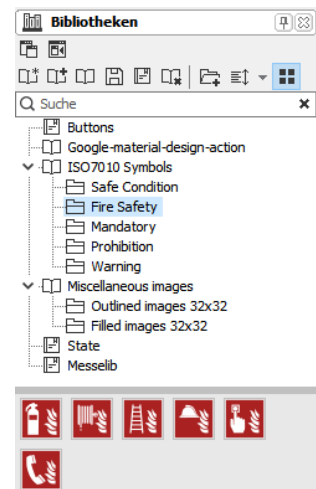 Bibliotheken
Suche
Buttons
Google-material-design-action
ISO7010 Symbols
Safe Condition
Fire Safety
Mandatory
Prohibition
Warning
Miscellaneous images
Outlined images 32x32
Filled images 32x32
State
Messelib